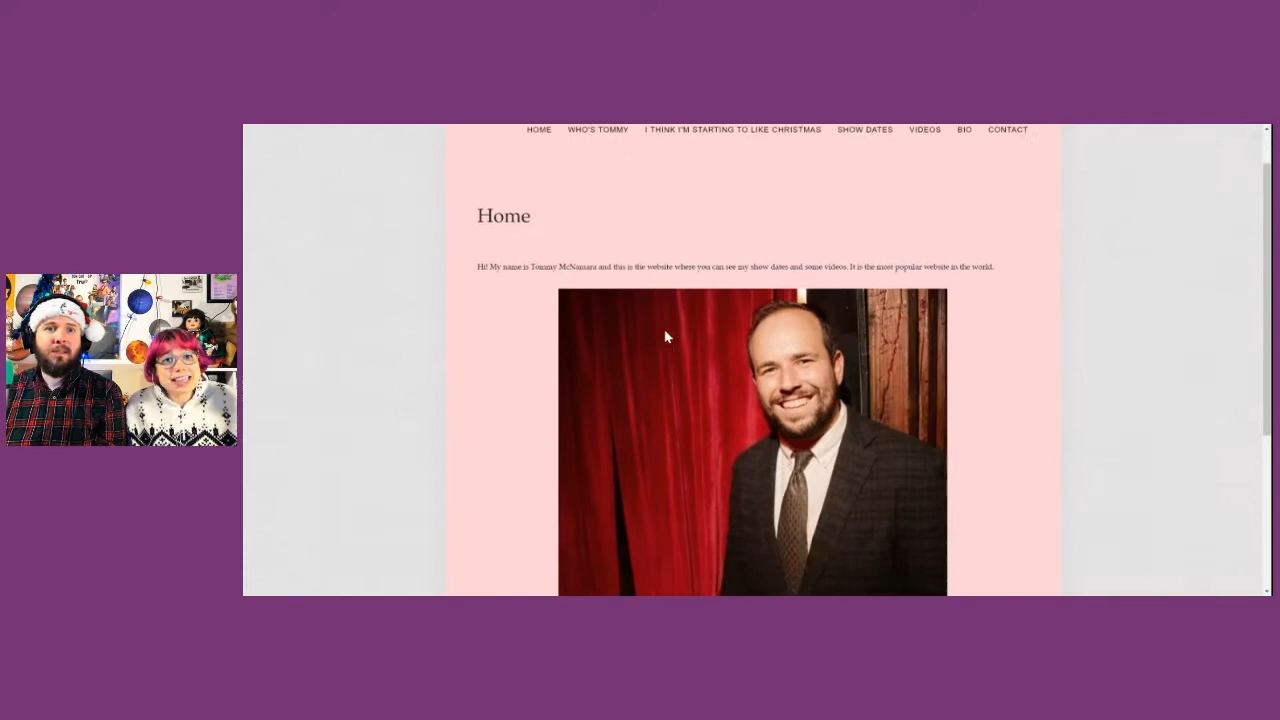 HOME WHO'S TOMMY I THINK I'M STARTING TO LIKE CHRISTMAS SHOW DATES VIDEOS BIO CONTACT
Home
Hi! My name is Tommy McNamara and this is the website where you can see my show dates and some videos. It is the most popular website in the world.